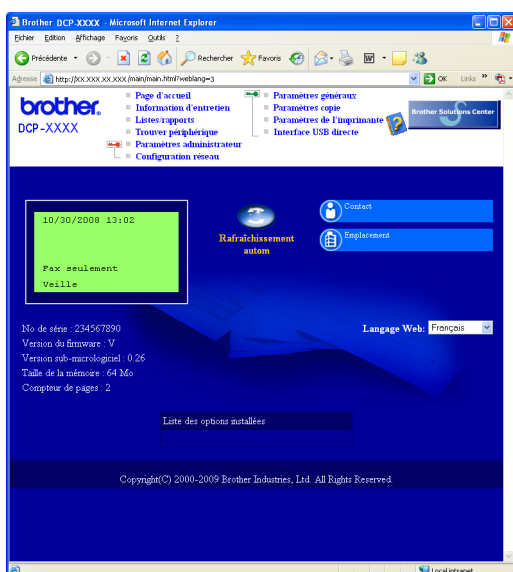 Brother DCP-XXXX - Microsoft Internet Explorer
Fichier Edition Affichage Favoris Outils ?
Précédente Rechercher Favoris
Adresse http://XX.XXX.XX.XXX/main/main.html?weblang=3 OK Links
brother.
DCP-XXXX
Page d'accueil
Information d'entretien
Listes/rapports
Trouver périphérique
Paramètres administrateur
Configuration réseau
Paramètres généraux
Paramètres copie
Paramètres de l'imprimante
Interface USB directe
Brother Solutions Center
10/30/2008 13:02
Fax seulement
Veille
Rafraîchissement
autom
Contact
Emplacement
No de série : 234567890
Version du firmware : V
Version sub-micrologiciel : 0.26
Taille de la mémoire : 64 Mo
Compteur de pages : 2
Langage Web: Français
Liste des options installées
Copyright(C) 2000-2009 Brother Industries, Ltd. All Rights Reserved.
Local intranet